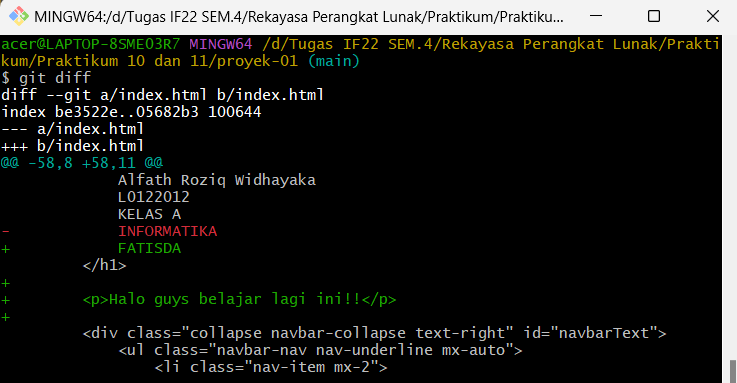 MINGW64:/d/Tugas IF22 SEM.4/Rekayasa Perangkat Lunak/Praktikum/Praktiku...
acer@LAPTOP-8SMEO3R7 MINGW64 /d/Tugas IF22 SEM.4/Rekayasa Perangkat Lunak/Prakti
kum/Praktikum 10 dan 11/proyek-01 (main)
$ git diff
diff --git a/index.html b/index.html
index be3522e..05682b3 100644
--- a/index.html
+++ b/index.html
@@ -58,8 +58,11 @@
             Alfath Roziq Widhayaka
             L0122012
             KELAS A
-            INFORMATIKA
+            FATISDA
         </h1>
+
+        <p>Halo guys belajar lagi ini!!</p>
+
         <div class="collapse navbar-collapse text-right" id="navbarText">
             <ul class="navbar-nav nav-underline mx-auto">
                 <li class="nav-item mx-2">